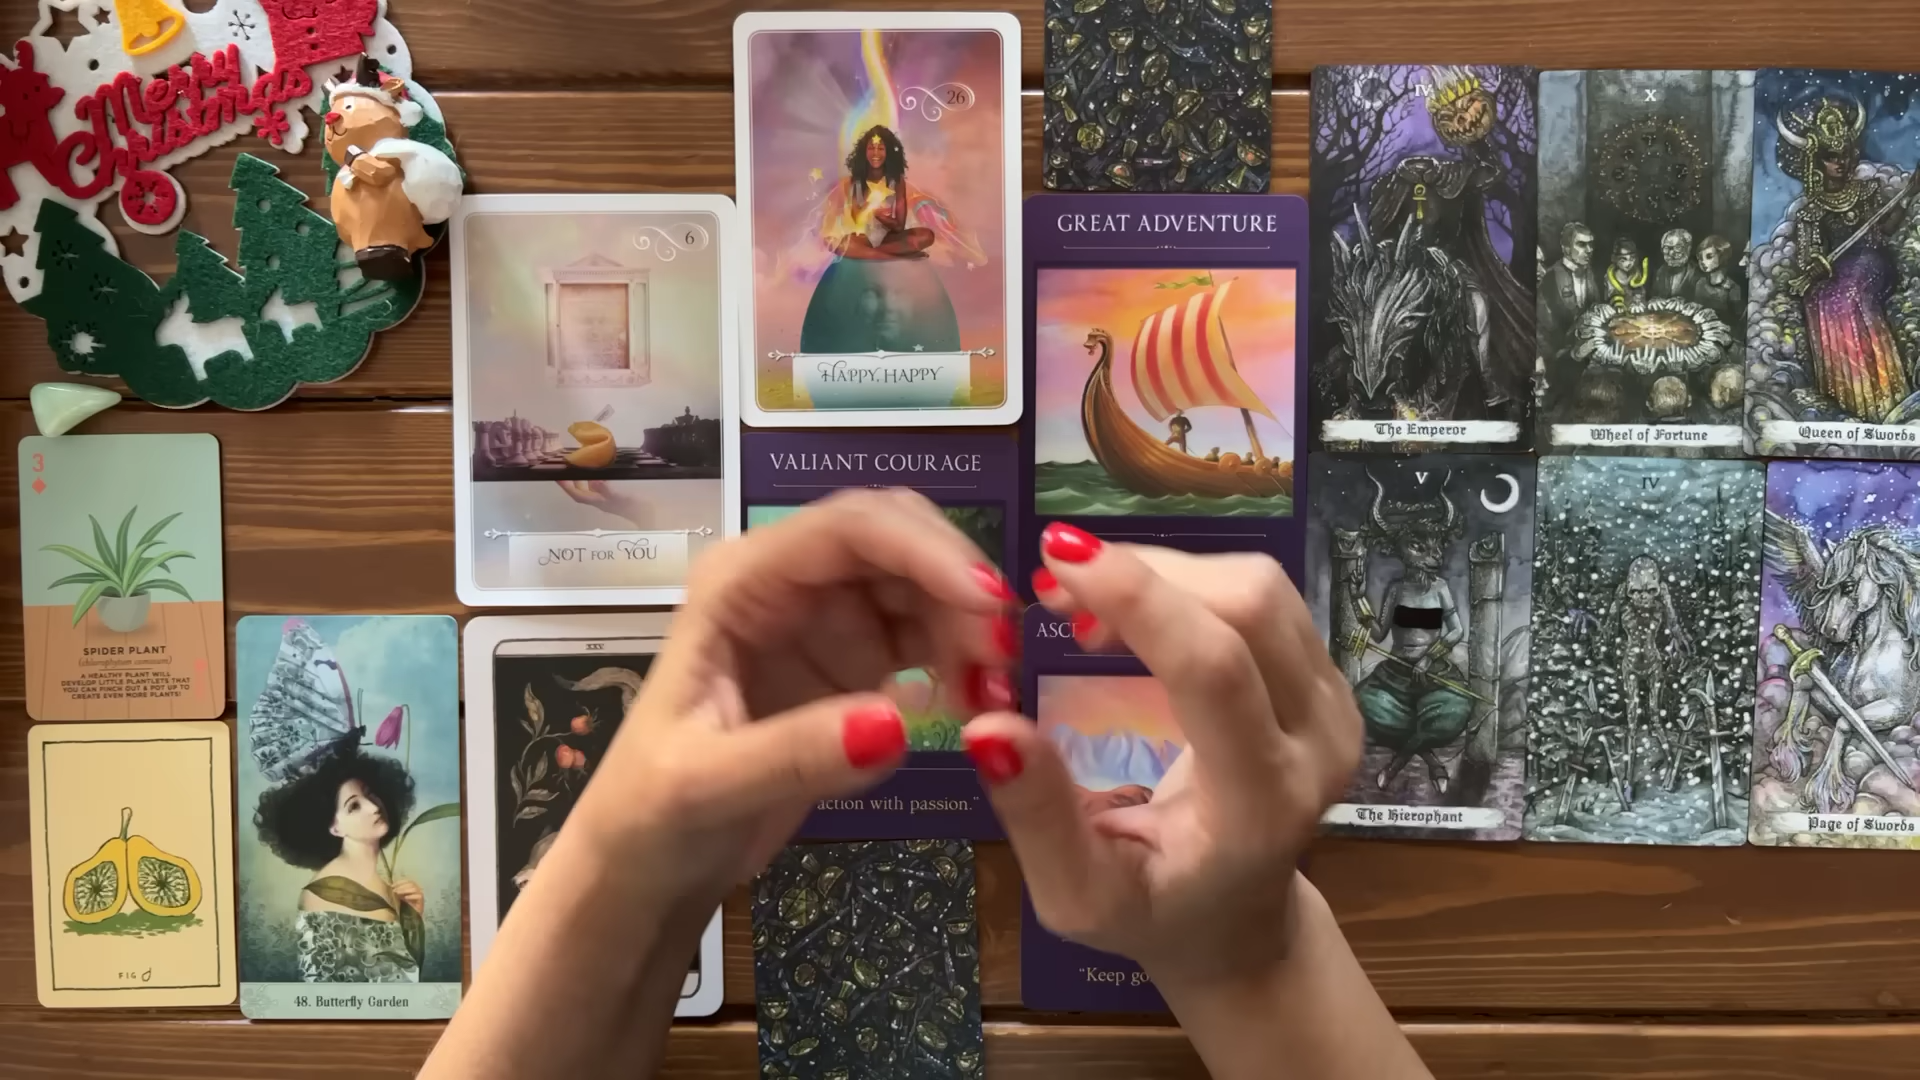 Merry
Christmas
26
HAPPY, HAPPY
6
NOT FOR YOU
GREAT ADVENTURE
VALIANT COURAGE
action with passion."
ASC
"Keep go
IV
The Emperor
X
Wheel of Fortune
Queen of Swords
V
The Hierophant
IV
Page of Swords
3
SPIDER PLANT
(chlorophytum comosum)
A HEALTHY PLANT WILL
DEVELOP LITTLE PLANTLETS THAT
YOU CAN PINCH OUT & POT UP TO
CREATE EVEN MORE PLANTS!
FIG J
48. Butterfly Garden
XXV